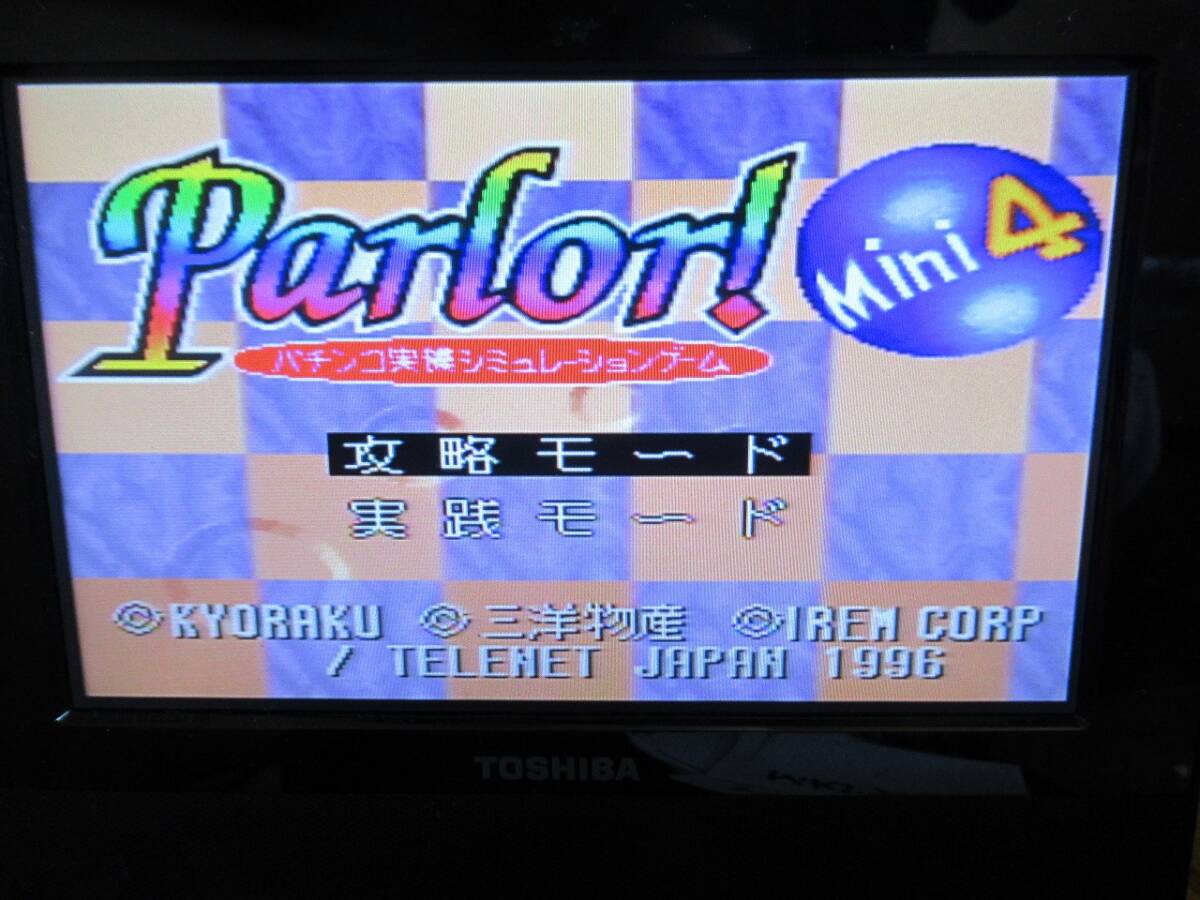 Parlor! Mini 4
パチンコ実機シミュレーションゲーム
攻略モード
実践モード
©KYORAKU ©三洋物産 ©IREM CORP
/ TELENET JAPAN 1996
TOSHIBA